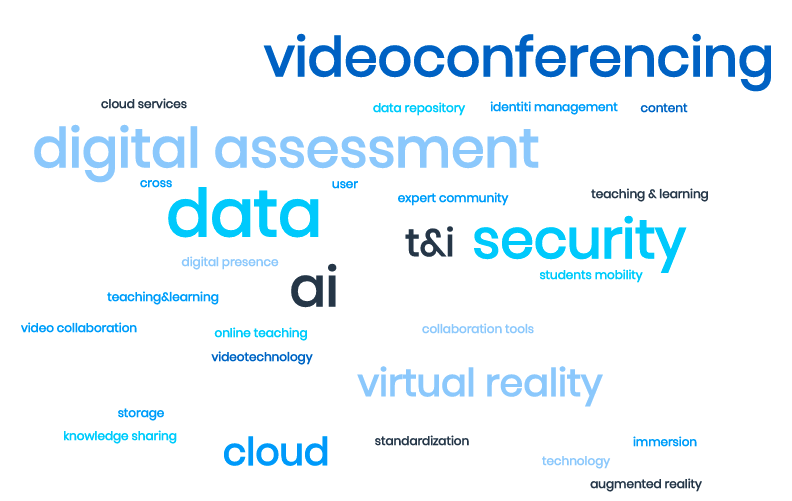 videoconferencing
cloud services
data repository
identiti management
content
digital assessment
cross
user
expert community
teaching & learning
data
t&i
security
digital presence
ai
students mobility
teaching&learning
video collaboration
online teaching
collaboration tools
videotechnology
virtual reality
storage
knowledge sharing
cloud
standardization
immersion
technology
augmented reality